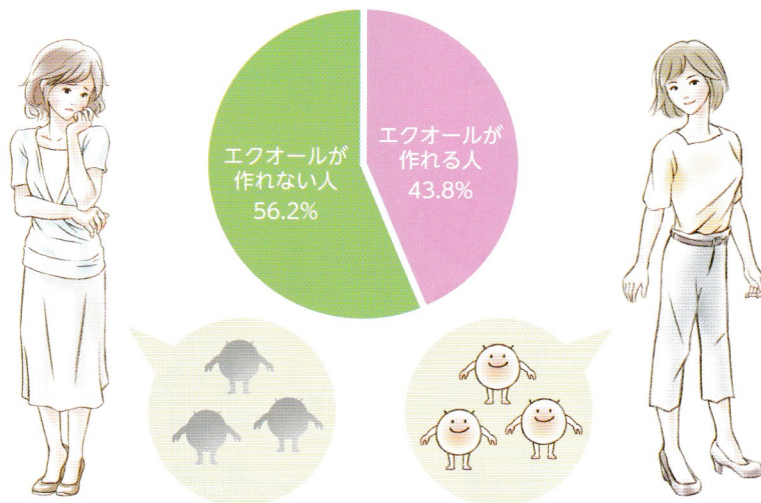 エクオールが
作れない人
56.2%
エクオールが
作れる人
43.8%